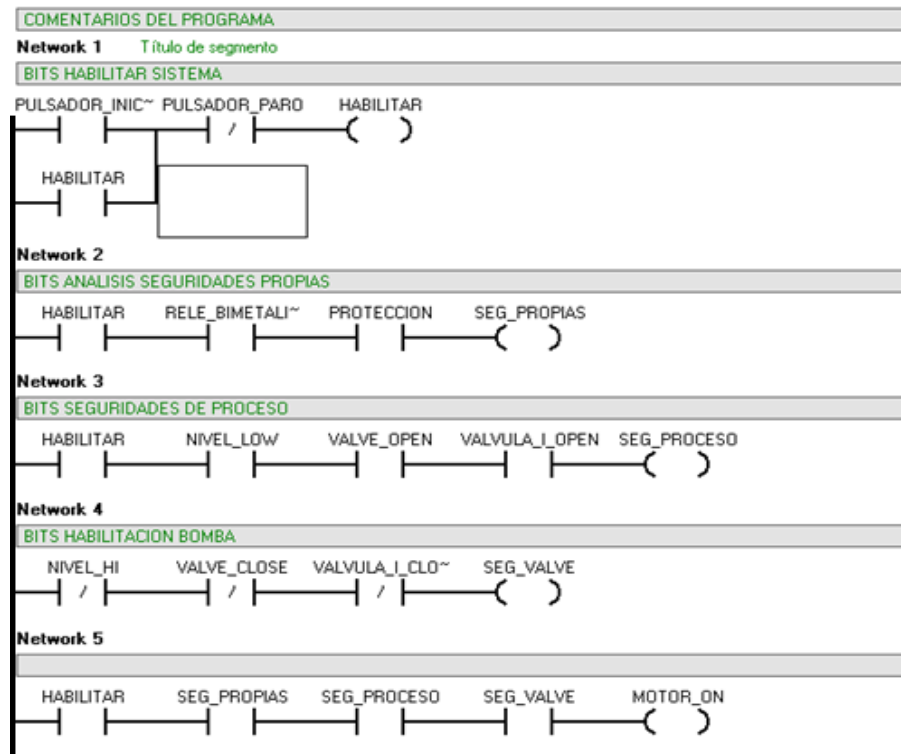 COMENTARIOS DEL PROGRAMA
Network 1 Título de segmento
BITS HABILITAR SISTEMA
PULSADOR_INIC~ PULSADOR_PARO HABILITAR
/
HABILITAR
Network 2
BITS ANALISIS SEGURIDADES PROPIAS
HABILITAR RELE_BIMETALI~ PROTECCION SEG_PROPIAS
Network 3
BITS SEGURIDADES DE PROCESO
HABILITAR NIVEL_LOW VALVE_OPEN VALVULA_I_OPEN SEG_PROCESO
Network 4
BITS HABILITACION BOMBA
NIVEL_HI VALVE_CLOSE VALVULA_I_CLO~ SEG_VALVE
/ / /
Network 5
HABILITAR SEG_PROPIAS SEG_PROCESO SEG_VALVE MOTOR_ON